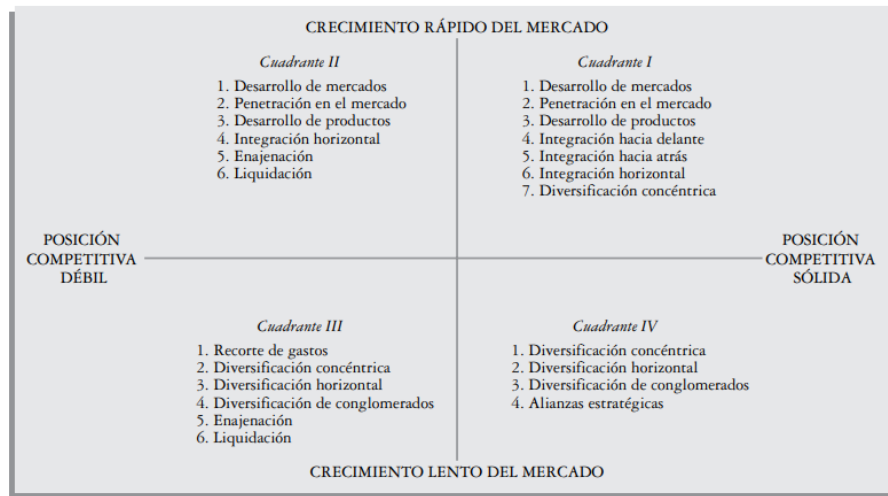 CRECIMIENTO RÁPIDO DEL MERCADO
Cuadrante II
1. Desarrollo de mercados
2. Penetración en el mercado
3. Desarrollo de productos
4. Integración horizontal
5. Enajenación
6. Liquidación
Cuadrante I
1. Desarrollo de mercados
2. Penetración en el mercado
3. Desarrollo de productos
4. Integración hacia delante
5. Integración hacia atrás
6. Integración horizontal
7. Diversificación concéntrica
POSICIÓN
COMPETITIVA
DÉBIL
POSICIÓN
COMPETITIVA
SÓLIDA
Cuadrante III
1. Recorte de gastos
2. Diversificación concéntrica
3. Diversificación horizontal
4. Diversificación de conglomerados
5. Enajenación
6. Liquidación
Cuadrante IV
1. Diversificación concéntrica
2. Diversificación horizontal
3. Diversificación de conglomerados
4. Alianzas estratégicas
CRECIMIENTO LENTO DEL MERCADO